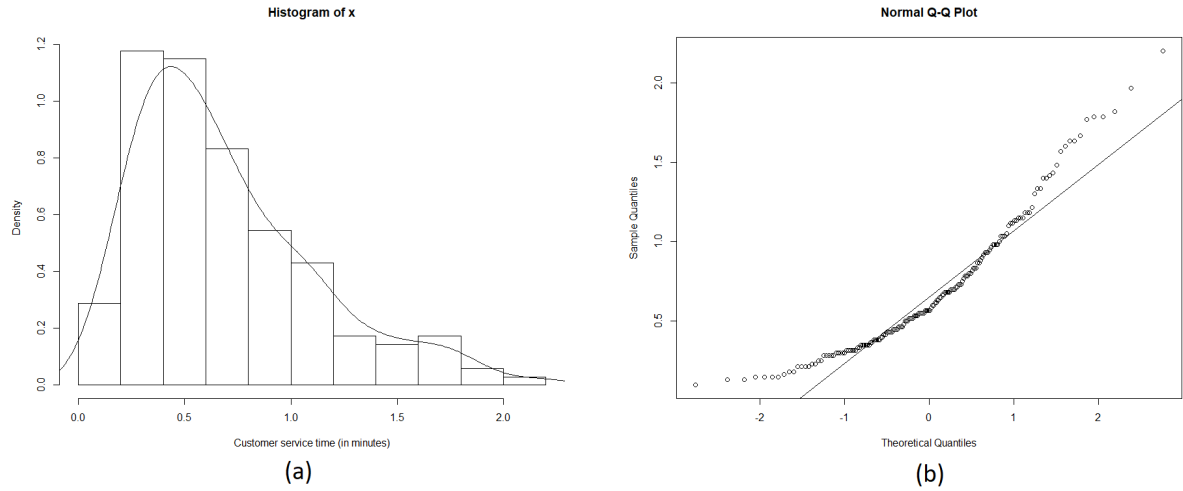 Histogram of x
Density
0.0
0.2
0.4
0.6
0.8
1.0
1.2
0.0
0.5
1.0
1.5
2.0
Customer service time (in minutes)
(a)
Normal Q-Q Plot
Sample Quantiles
0.5
1.0
1.5
2.0
-2
-1
0
1
2
Theoretical Quantiles
(b)